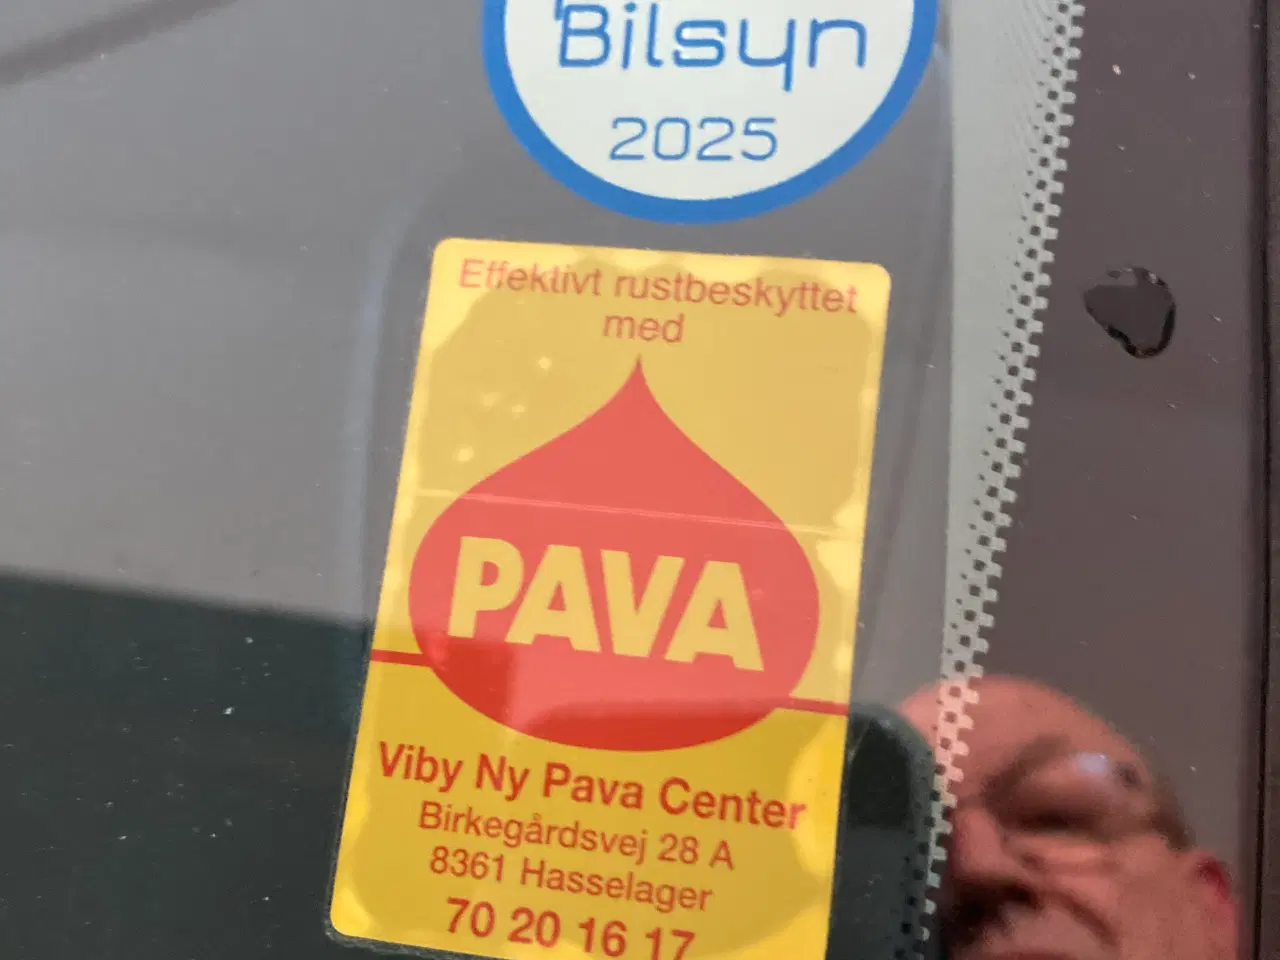 Bilsyn
2025
Effektivt rustbeskyttet
med
PAVA
Viby Ny Pava Center
Birkegårdsvej 28 A
8361 Hasselager
70 20 16 17